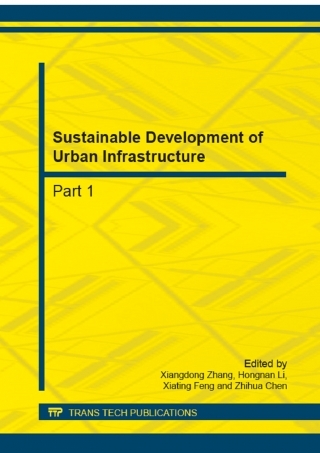 Sustainable Development of
Urban Infrastructure
Part 1
Edited by
Xiangdong Zhang, Hongnan Li,
Xiating Feng and Zhihua Chen
TTP TRANS TECH PUBLICATIONS